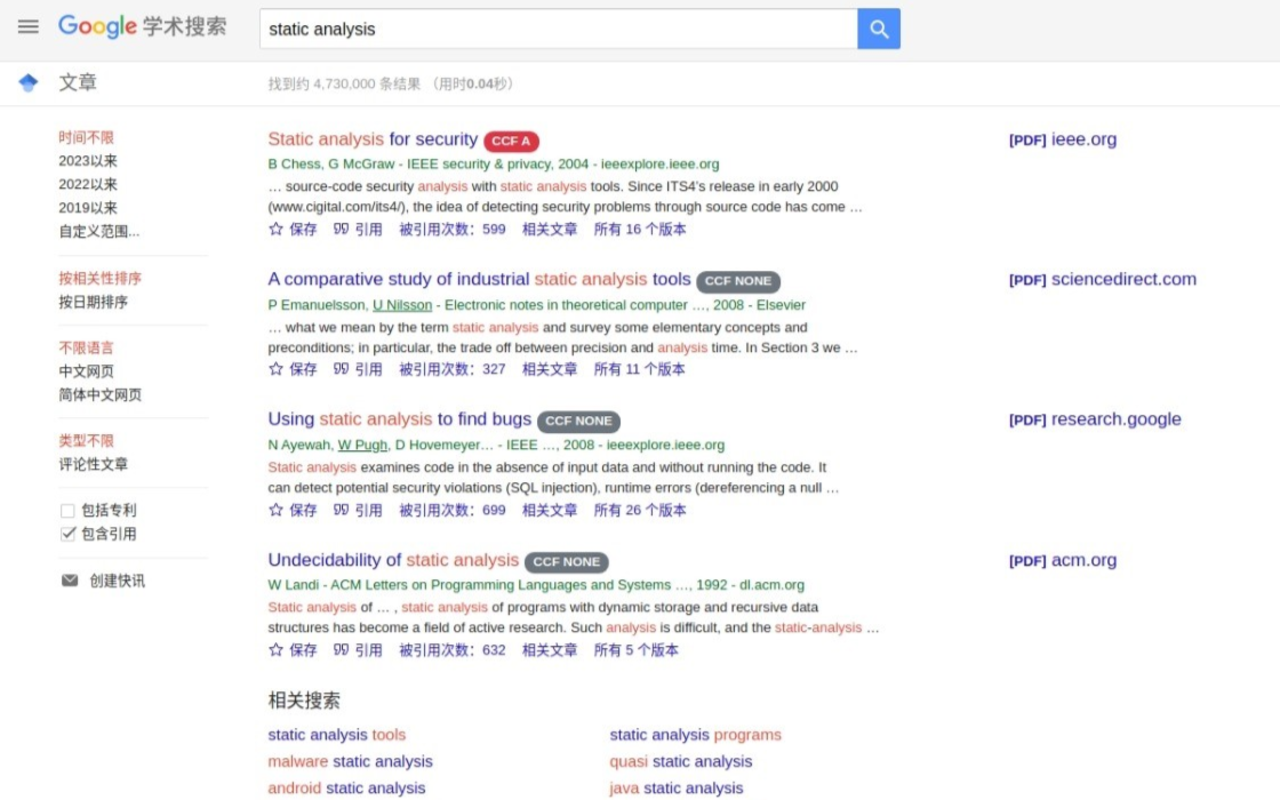 Google 学术搜索
static analysis
文章
找到约 4,730,000 条结果 （用时0.04秒）
时间不限
2023以来
2022以来
2019以来
自定义范围...
按相关性排序
按日期排序
不限语言
中文网页
简体中文网页
类型不限
评论性文章
包括专利
包含引用
创建快讯
Static analysis for security CCF A
[PDF] ieee.org
B Chess, G McGraw - IEEE security & privacy, 2004 - ieeexplore.ieee.org
… source-code security analysis with static analysis tools. Since ITS4's release in early 2000
(www.cigital.com/its4/), the idea of detecting security problems through source code has come …
保存 引用 被引用次数：599 相关文章 所有 16 个版本
A comparative study of industrial static analysis tools CCF NONE
[PDF] sciencedirect.com
P Emanuelsson, U Nilsson - Electronic notes in theoretical computer …, 2008 - Elsevier
… what we mean by the term static analysis and survey some elementary concepts and
preconditions; in particular, the trade off between precision and analysis time. In Section 3 we …
保存 引用 被引用次数：327 相关文章 所有 11 个版本
Using static analysis to find bugs CCF NONE
[PDF] research.google
N Ayewah, W Pugh, D Hovemeyer… - IEEE …, 2008 - ieeexplore.ieee.org
Static analysis examines code in the absence of input data and without running the code. It
can detect potential security violations (SQL injection), runtime errors (dereferencing a null …
保存 引用 被引用次数：699 相关文章 所有 26 个版本
Undecidability of static analysis CCF NONE
[PDF] acm.org
W Landi - ACM Letters on Programming Languages and Systems …, 1992 - dl.acm.org
Static analysis of … , static analysis of programs with dynamic storage and recursive data
structures has become a field of active research. Such analysis is difficult, and the static-analysis …
保存 引用 被引用次数：632 相关文章 所有 5 个版本
相关搜索
static analysis tools
static analysis programs
malware static analysis
quasi static analysis
android static analysis
java static analysis